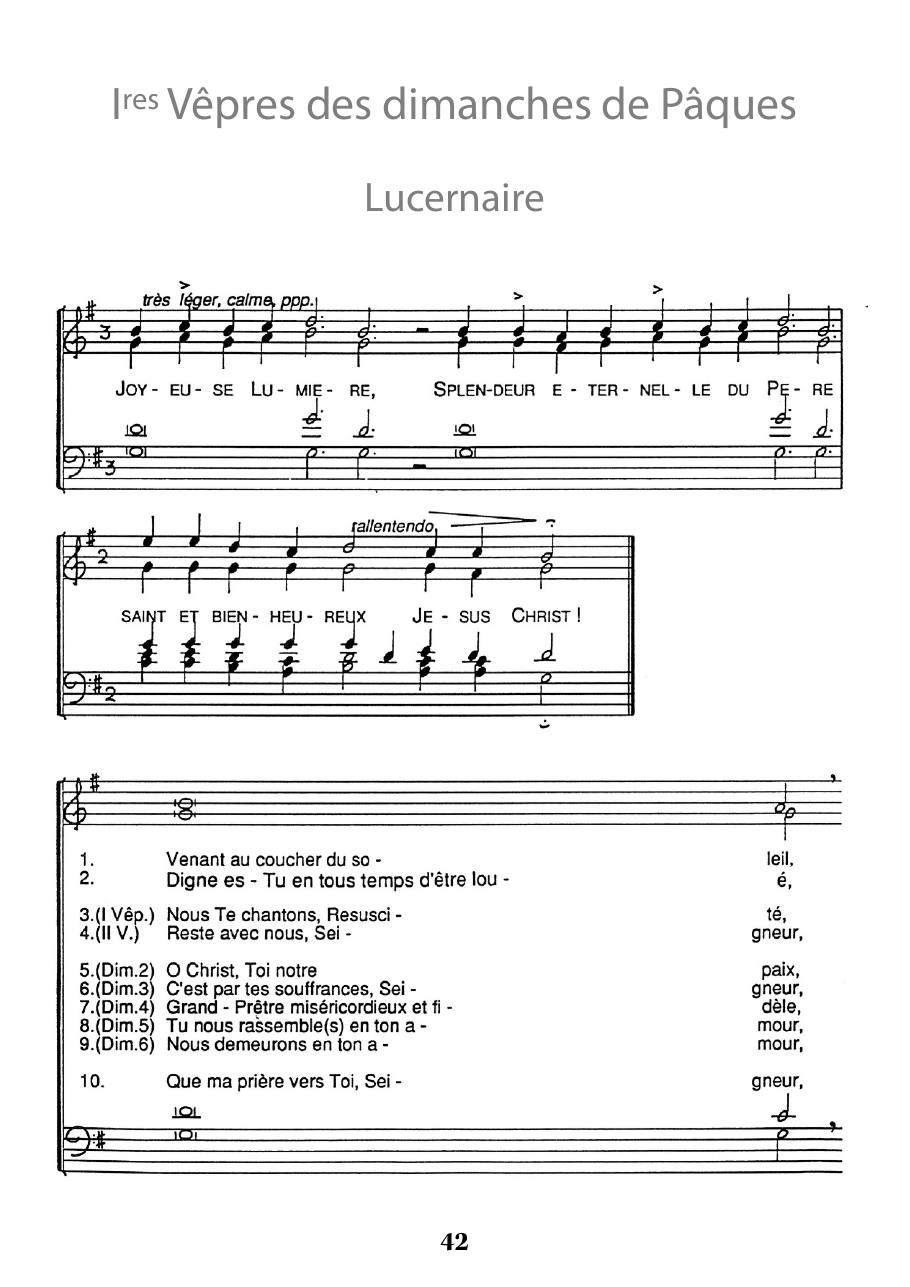 Ires Vêpres des dimanches de Pâques
Lucernaire
très léger, calme, ppp.
3
JOY - EU - SE LU - MIE - RE, SPLEN-DEUR E - TER - NEL - LE DU PE - RE
3
rallentendo
2
SAINT ET BIEN - HEU - REUX JE - SUS CHRIST !
2
1. Venant au coucher du so - leil,
2. Digne es - Tu en tous temps d'être lou - é,
3.(I Vêp.) Nous Te chantons, Resusci - té,
4.(II V.) Reste avec nous, Sei - gneur,
5.(Dim.2) O Christ, Toi notre paix,
6.(Dim.3) C'est par tes souffrances, Sei - gneur,
7.(Dim.4) Grand - Prêtre miséricordieux et fi - dèle,
8.(Dim.5) Tu nous rassemble(s) en ton a - mour,
9.(Dim.6) Nous demeurons en ton a - mour,
10. Que ma prière vers Toi, Sei - gneur,
42